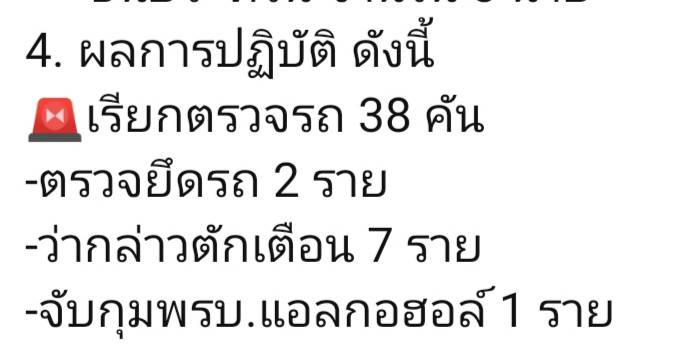 4. ผลการปฏิบัติ ดังนี้
🚨เรียกตรวจรถ 38 คัน
-ตรวจยึดรถ 2 ราย
-ว่ากล่าวตักเตือน 7 ราย
-จับกุมพรบ.แอลกอฮอล์ 1 ราย